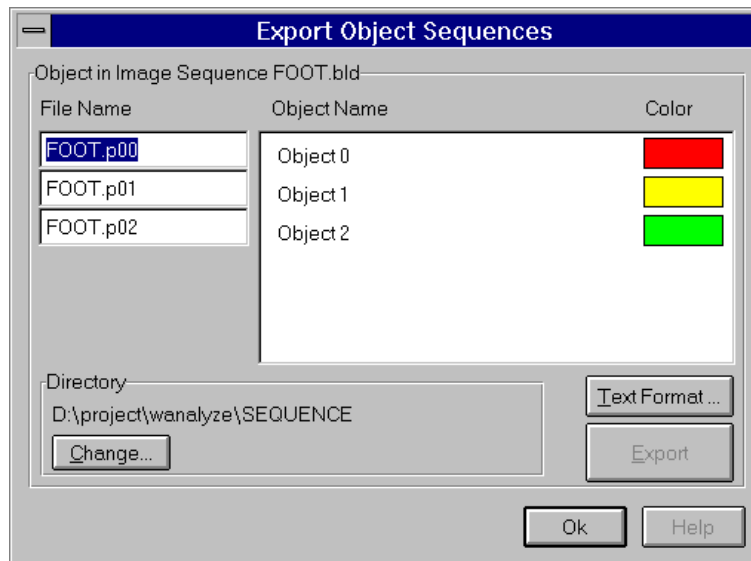 Export Object Sequences
Object in Image Sequence FOOT.bld
File Name Object Name Color
FOOT.p00 Object 0
FOOT.p01 Object 1
FOOT.p02 Object 2
Directory
D:\project\wanalyze\SEQUENCE
Text Format ...
Change...
Export
Ok Help